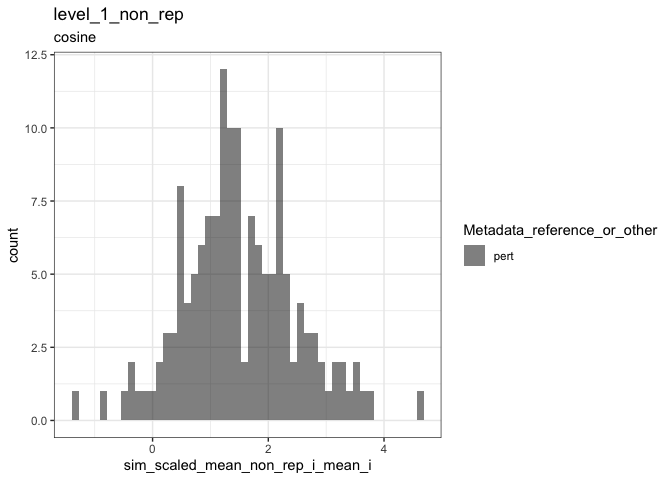 level_1_non_rep
cosine
12.5
10.0
7.5
5.0
2.5
0.0
count
0 2 4
sim_scaled_mean_non_rep_i_mean_i
Metadata_reference_or_other
pert